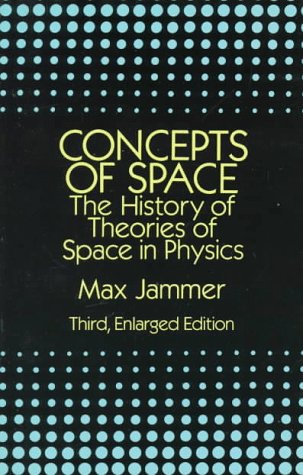 CONCEPTS
OF SPACE
The History of
Theories of
Space in Physics
Max Jammer
Third, Enlarged Edition